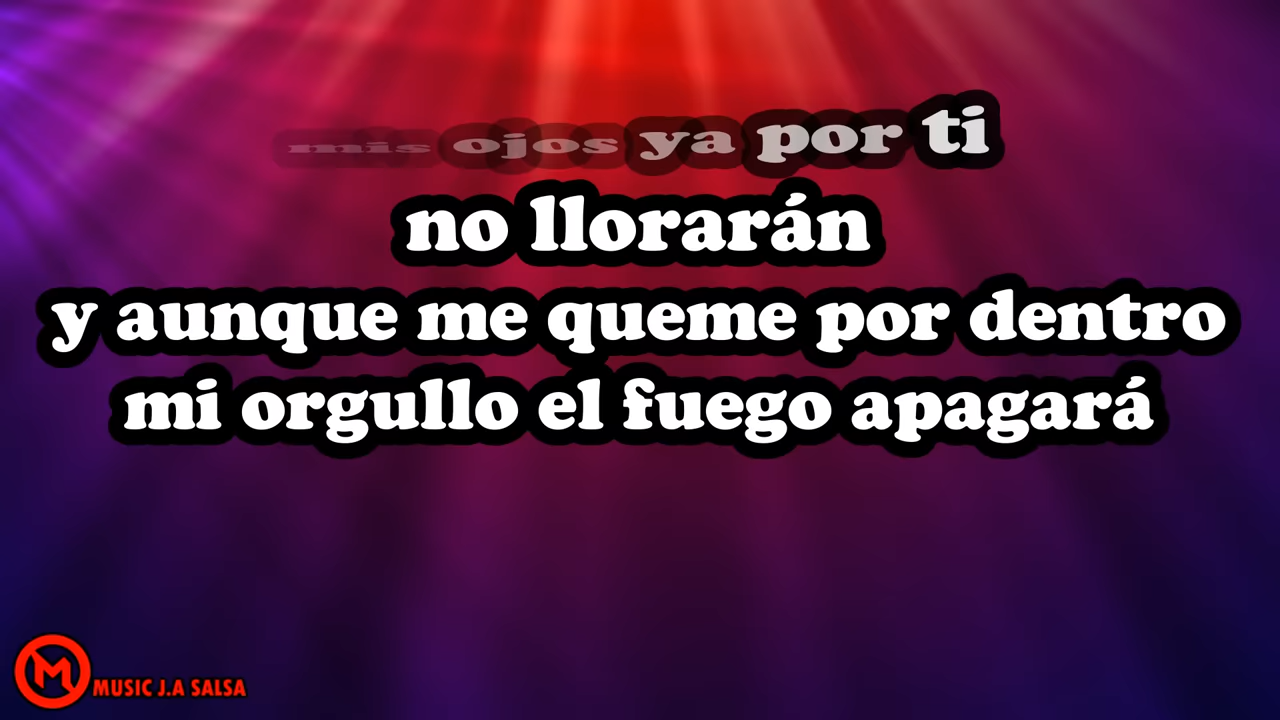 mis ojos ya por ti
no llorarán
y aunque me queme por dentro
mi orgullo el fuego apagará
M MUSIC J.A SALSA